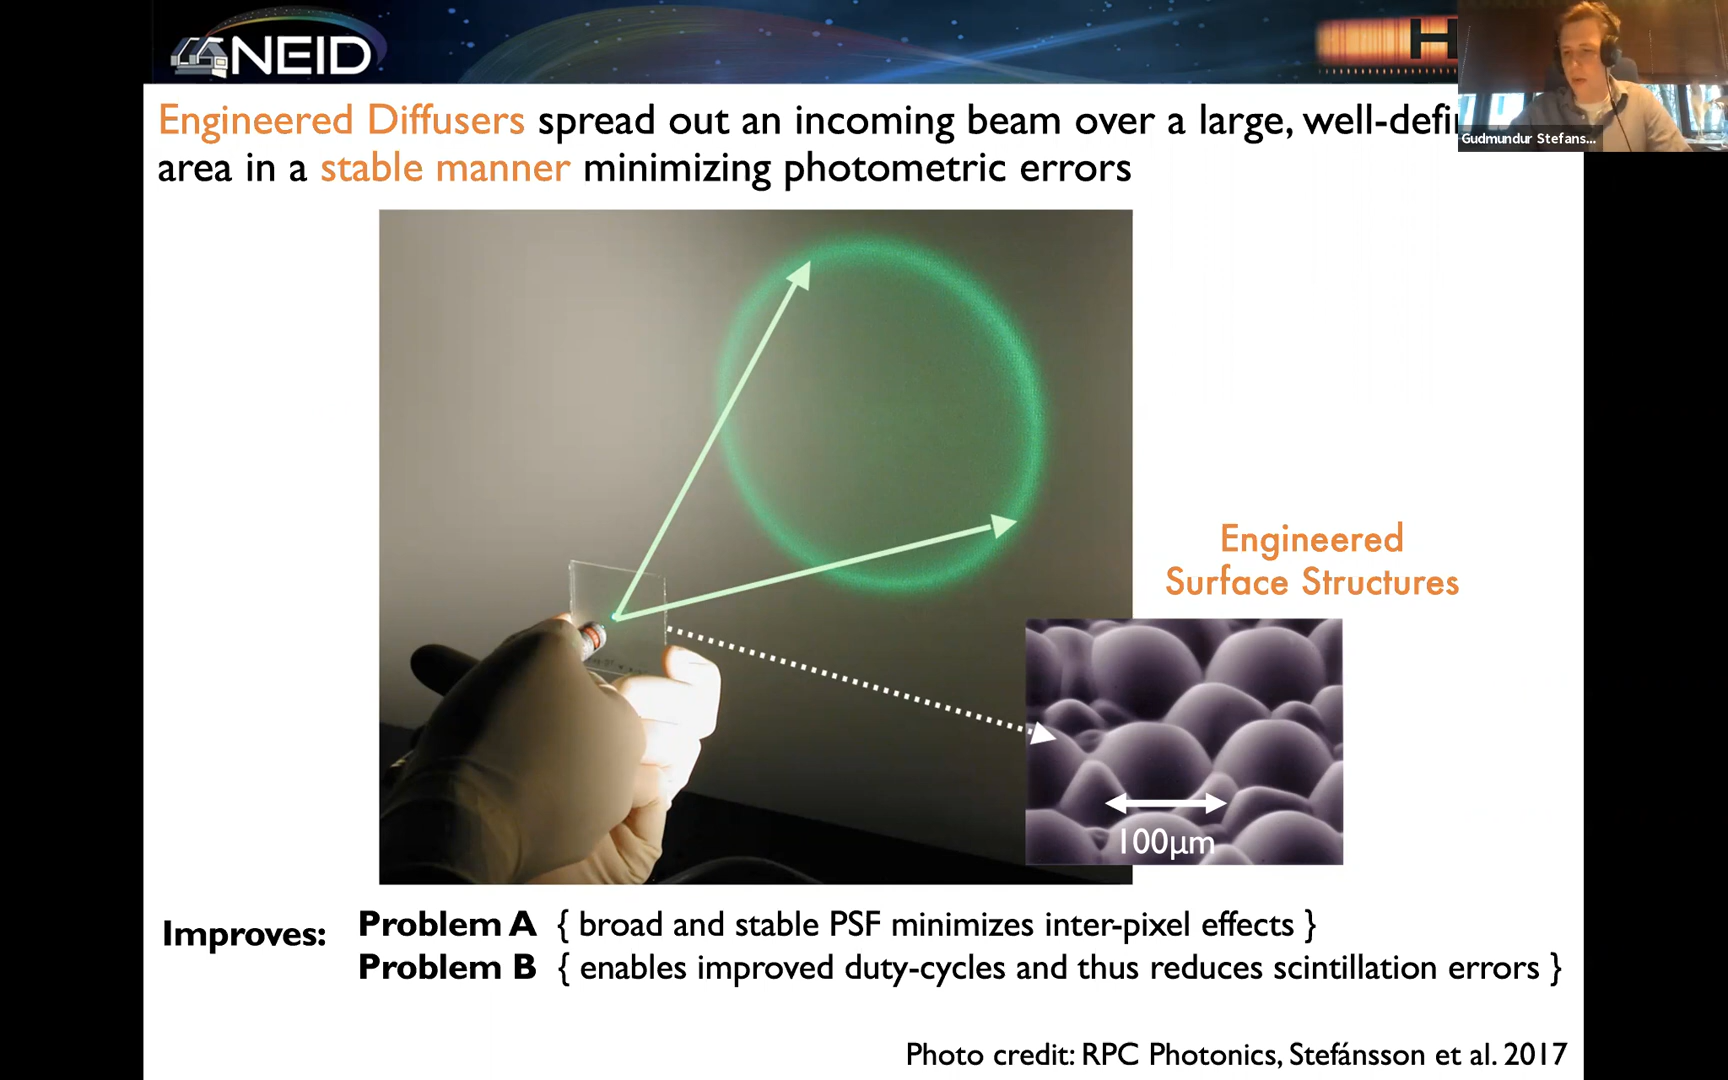 NEID
H
Gudmundur Stefans...
Engineered Diffusers spread out an incoming beam over a large, well-defi
area in a stable manner minimizing photometric errors
Engineered
Surface Structures
100μm
Improves:
Problem A { broad and stable PSF minimizes inter-pixel effects }
Problem B { enables improved duty-cycles and thus reduces scintillation errors }
Photo credit: RPC Photonics, Stefánsson et al. 2017